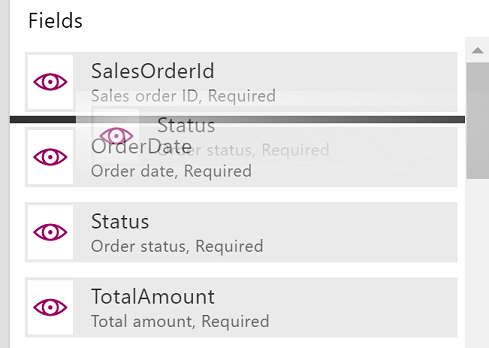 Fields
SalesOrderId
Sales order ID, Required
Status
OrderDate
Order status, Required
Order date, Required
Status
Order status, Required
TotalAmount
Total amount, Required